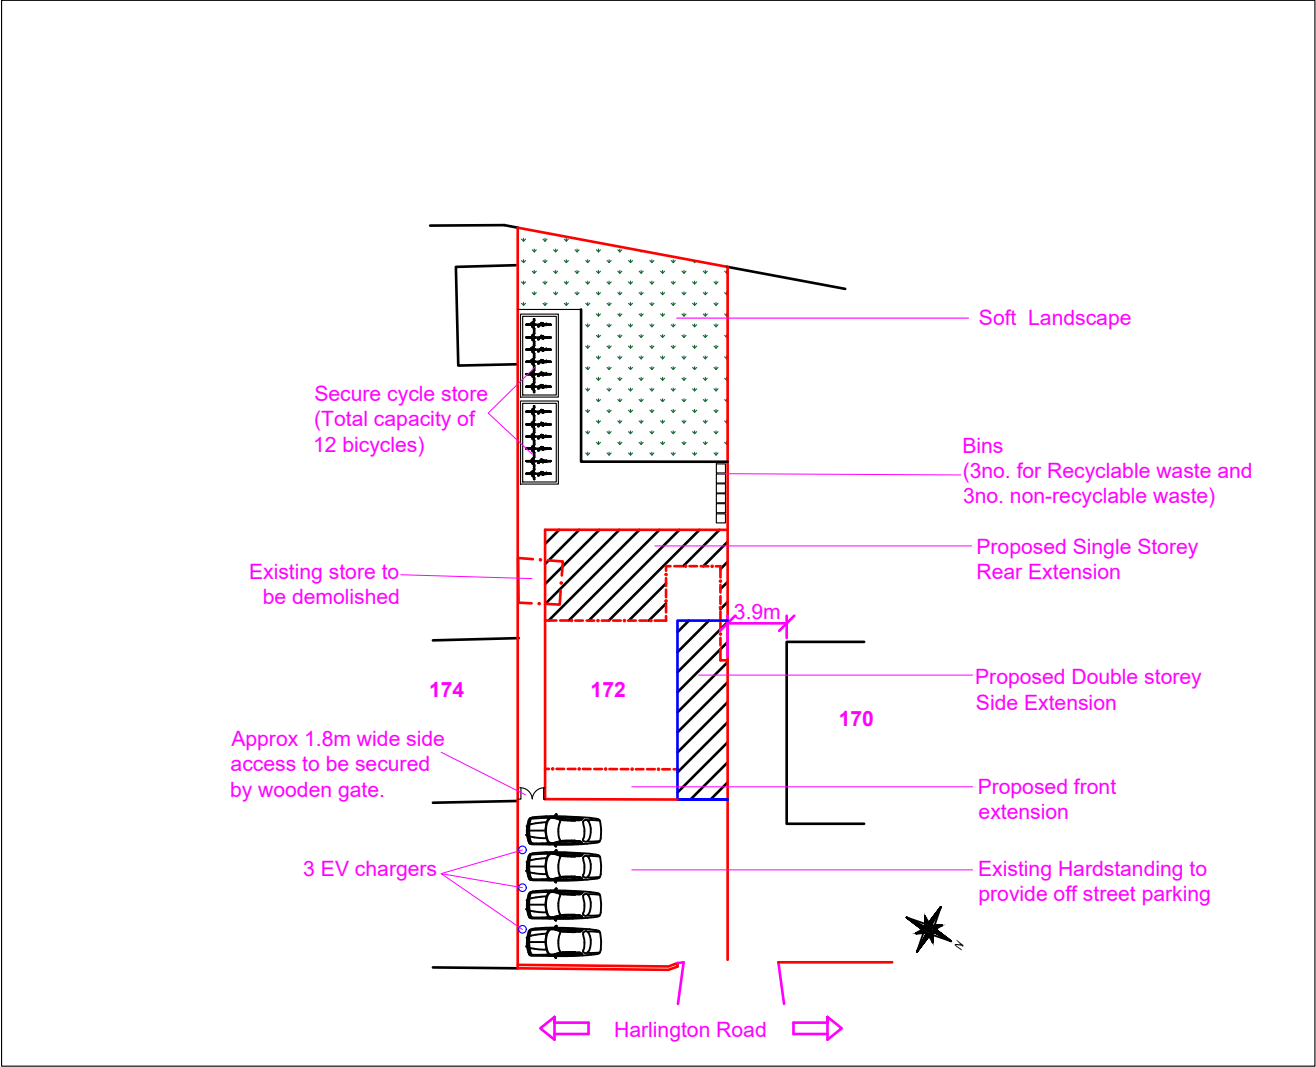 Soft Landscape
Secure cycle store
(Total capacity of
12 bicycles)
Bins
(3no. for Recyclable waste and
3no. non-recyclable waste)
Proposed Single Storey
Rear Extension
Existing store to
be demolished
3.9m
174
172
170
Proposed Double storey
Side Extension
Approx 1.8m wide side
access to be secured
by wooden gate.
Proposed front
extension
3 EV chargers
Existing Hardstanding to
provide off street parking
N
Harlington Road